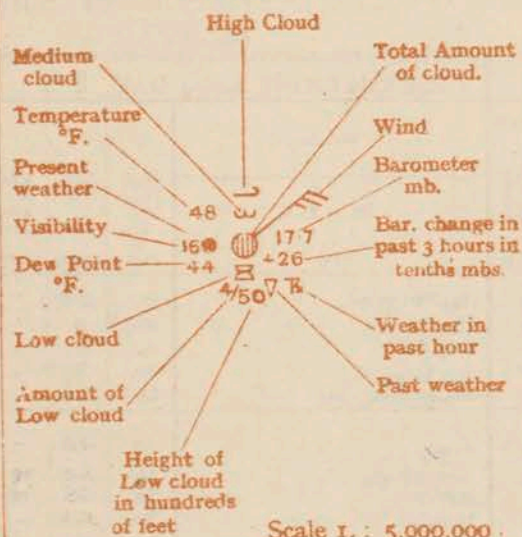 High Cloud
Medium
cloud
Total Amount
of cloud.
Temperature
°F.
Wind
Present
weather
Barometer
mb.
48
Visibility
16
177
Bar. change in
past 3 hours in
tenths mbs.
Dew Point
°F.
44
+26
4/50
Low cloud
Weather in
past hour
Amount of
Low cloud
Past weather
Height of
Low cloud
in hundreds
of feet
Scale 1. : 5,000,000.